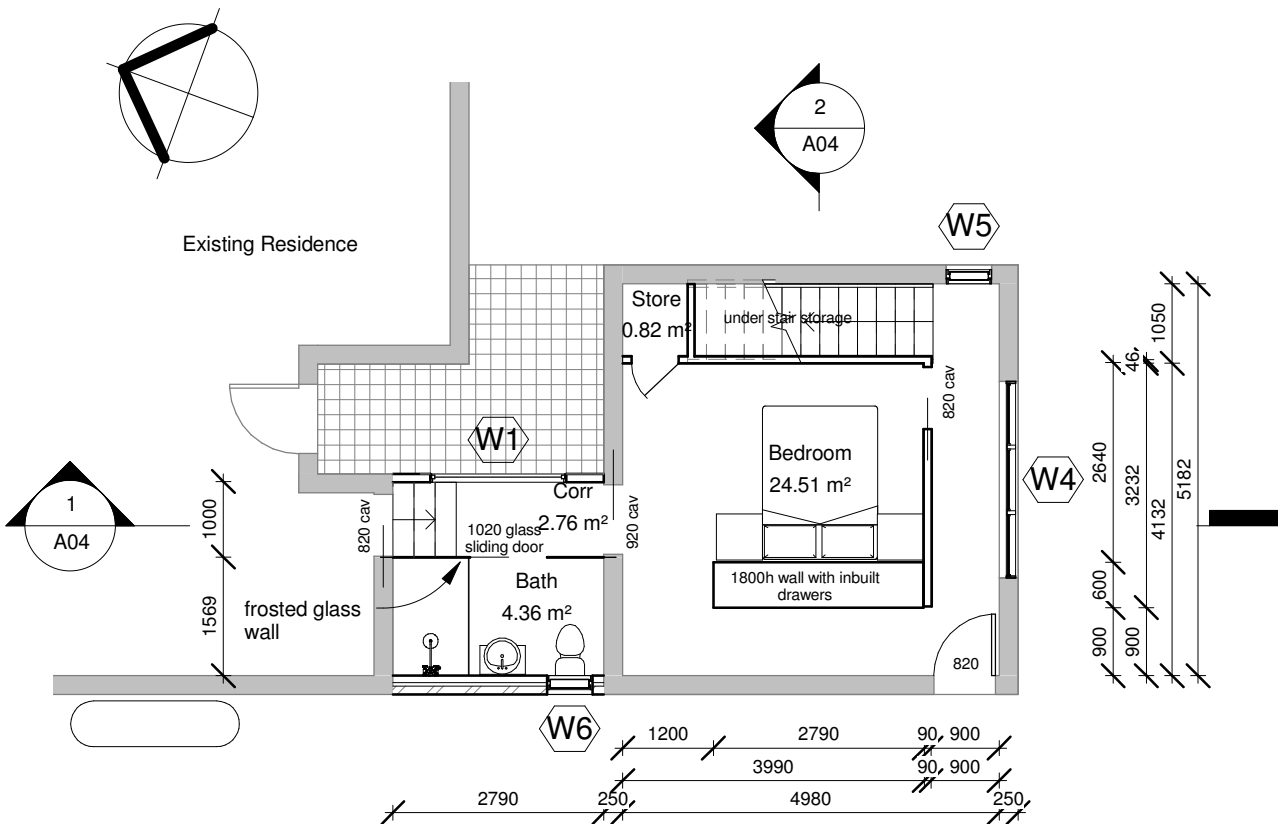 2
A04
W5
Existing Residence
Store
0.82 m²
under stair storage
1050
46
820 cav
W1
Bedroom
24.51 m²
W4
2640
3232
4132
5182
1
A04
1000
820 cav
Corr
2.76 m²
1020 glass
sliding door
920 cav
Bath
4.36 m²
1800h wall with inbuilt
drawers
frosted glass
wall
1569
600
900
900
820
W6
1200
2790
90
900
3990
90
900
2790
250
4980
250